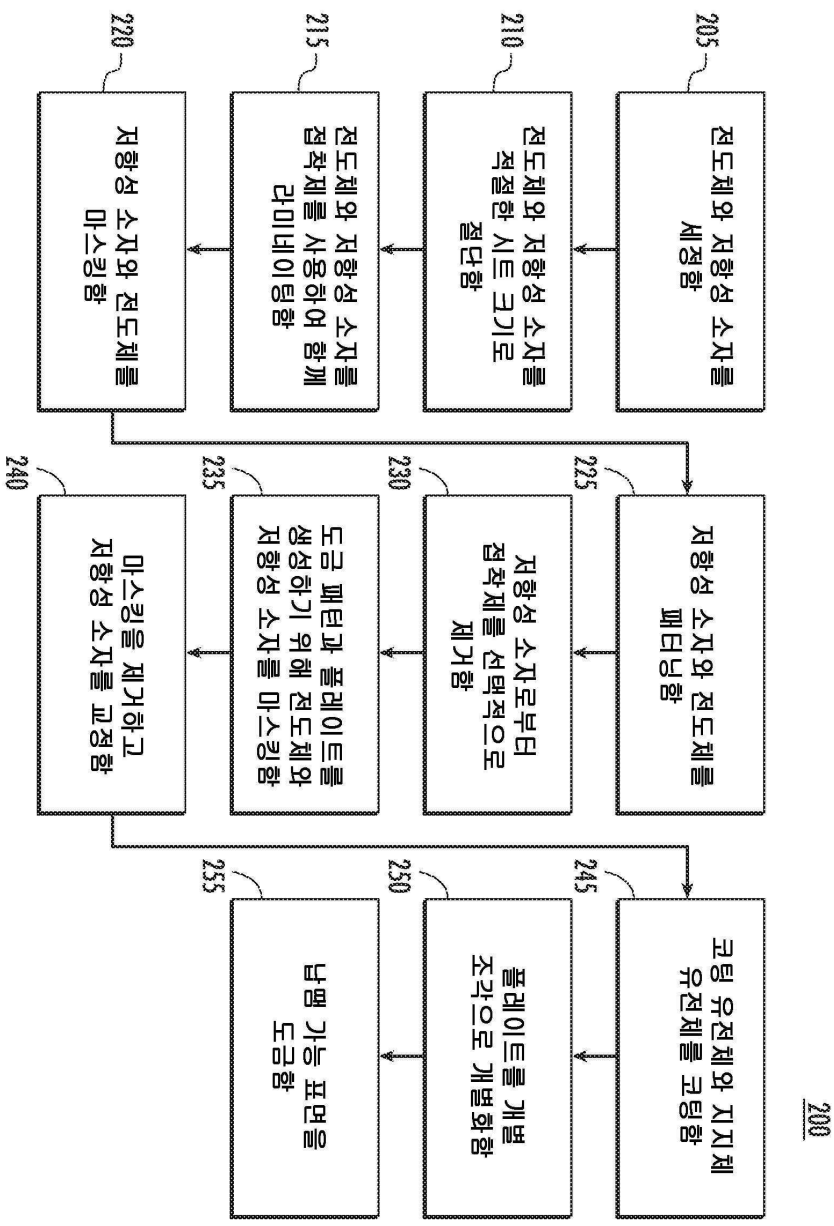 200
205
전도체와 저항성 소자를
세정함
210
전도체와 저항성 소자를
적절한 시트 크기로
절단함
215
전도체와 저항성 소자를
접착제를 사용하여 함께
라미네이팅함
220
저항성 소자와 전도체를
마스킹함
225
저항성 소자와 전도체를
패터닝함
230
저항성 소자로부터
접착제를 선택적으로
제거함
235
도금 패턴과 플레이트를
생성하기 위해 전도체와
저항성 소자를 마스킹함
240
마스킹을 제거하고
저항성 소자를 교정함
245
코팅 유전체와 지지체
유전체를 코팅함
250
플레이트를 개별
조각으로 개별화함
255
납땜 가능 표면을
도금함